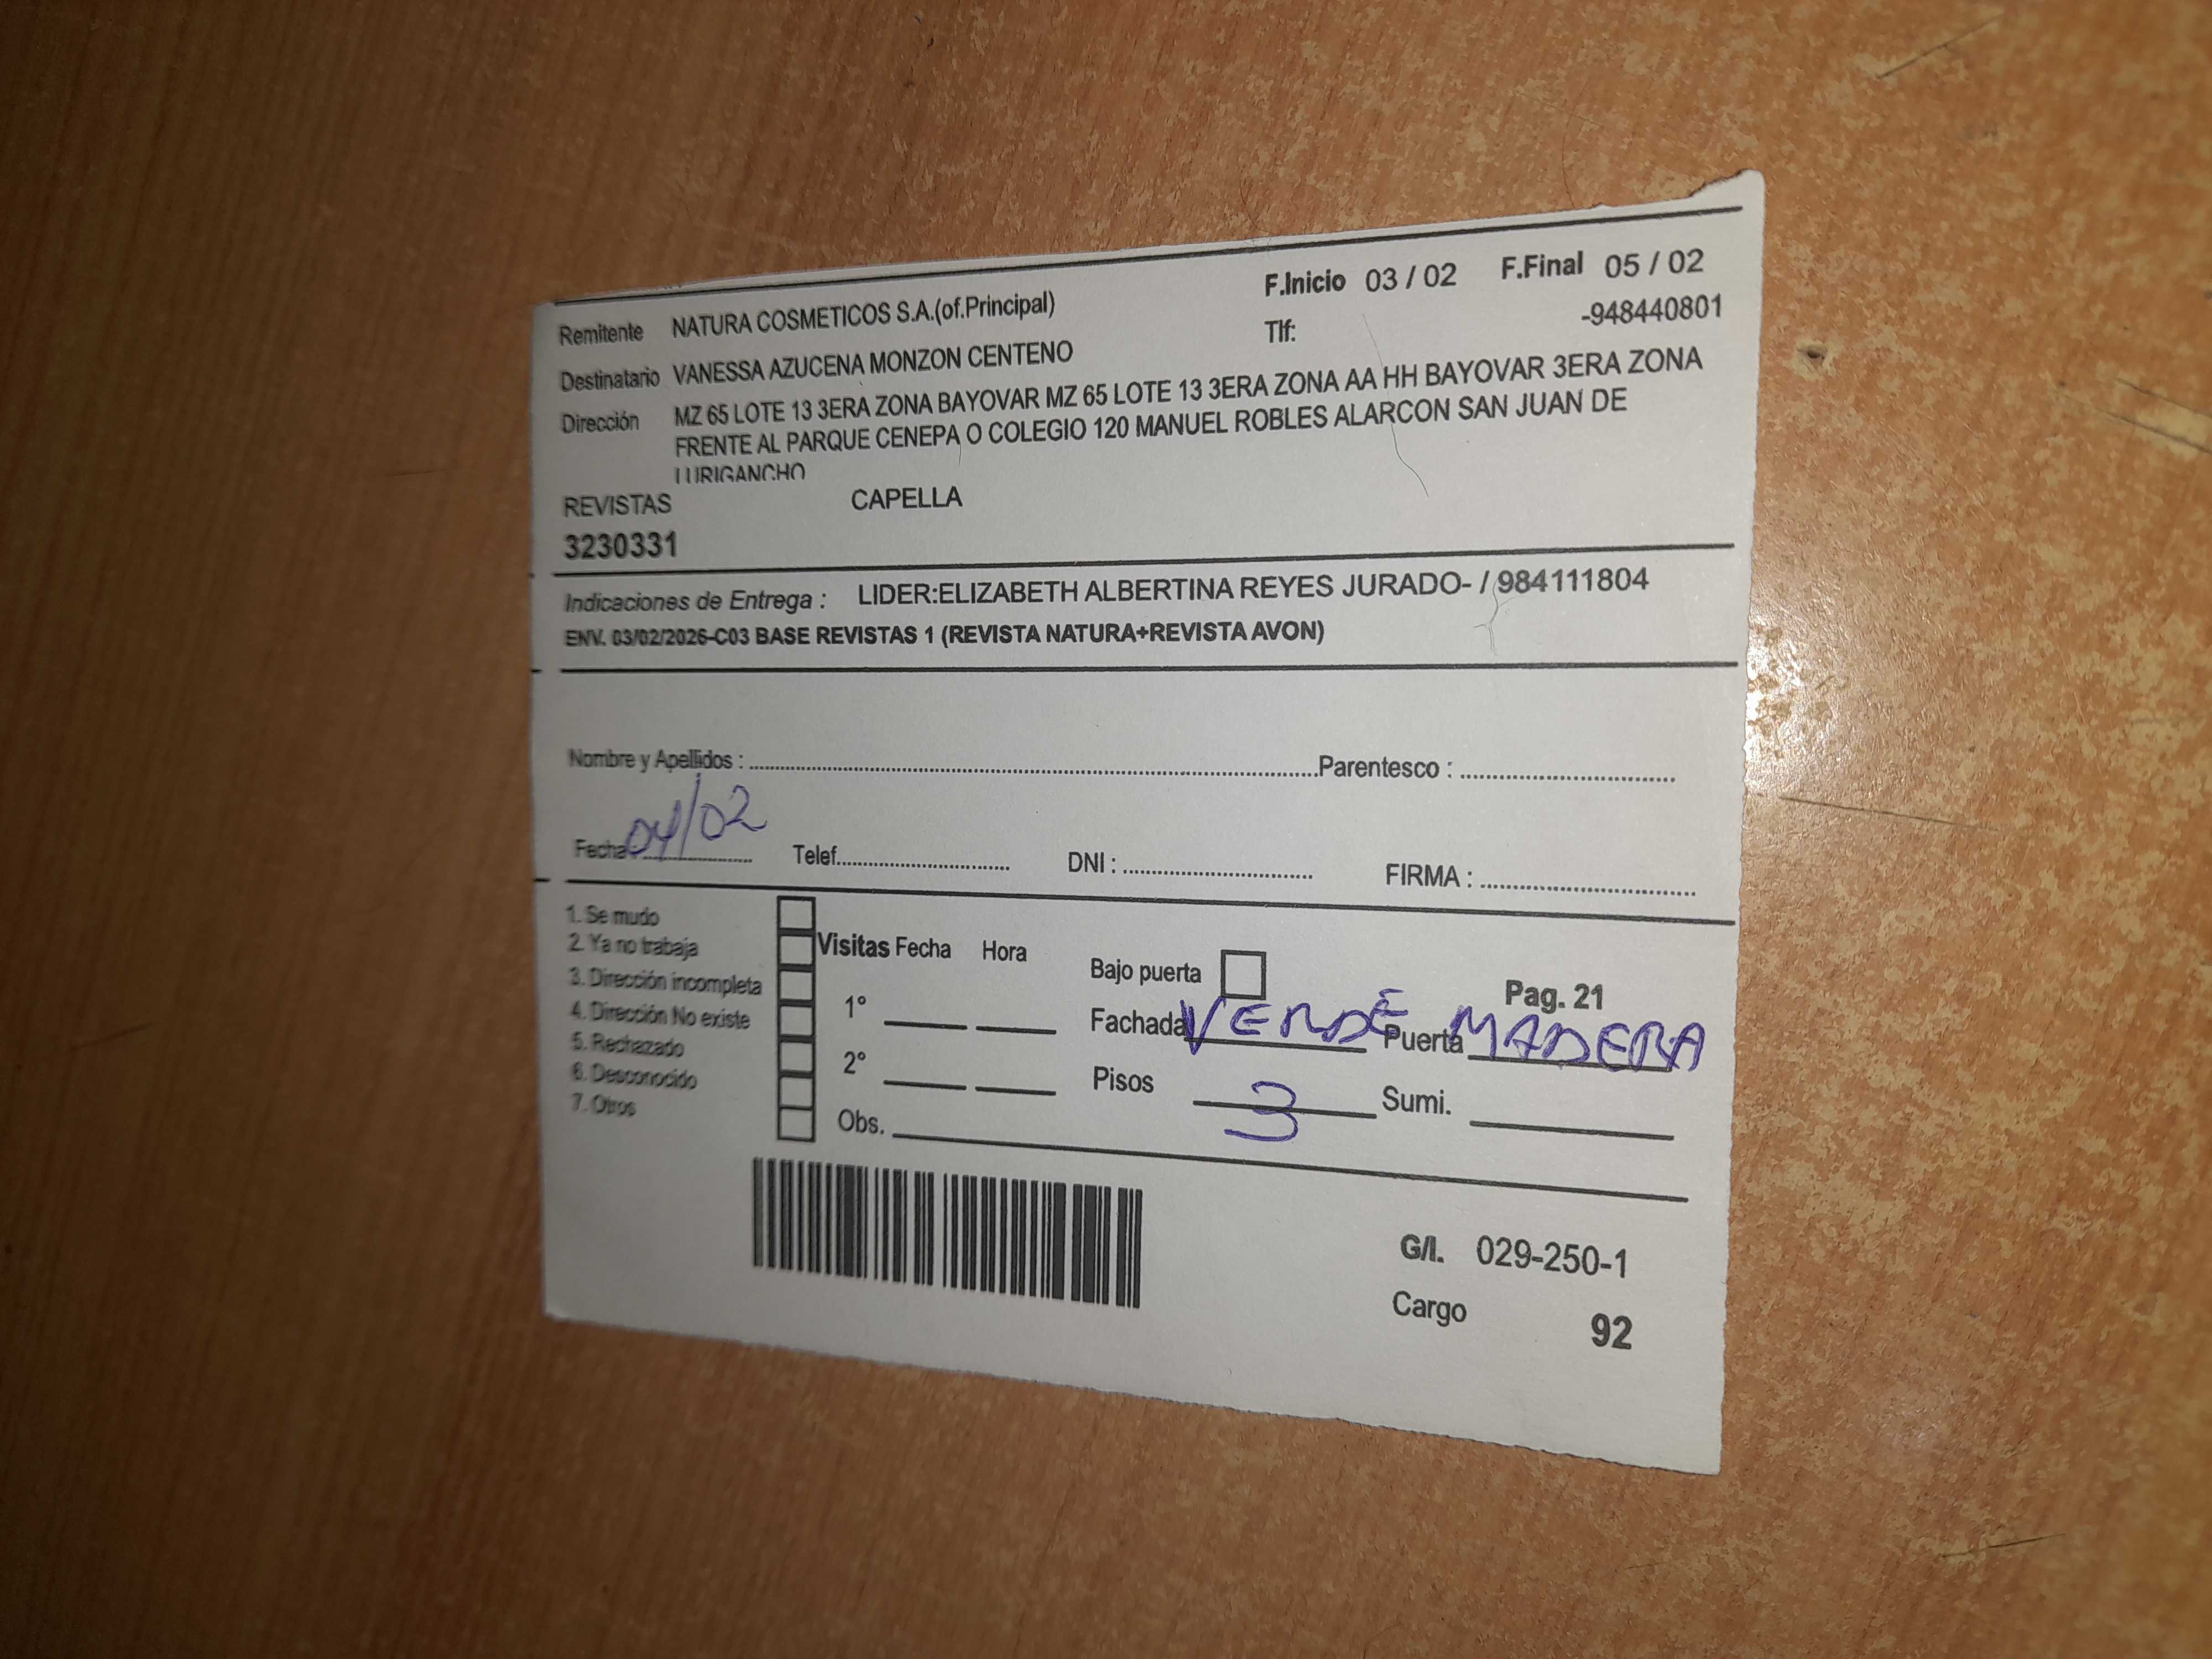 F.Inicio 03 / 02 F.Final 05 / 02
Remitente NATURA COSMETICOS S.A.(of.Principal)
Tlf: -948440801
Destinatario VANESSA AZUCENA MONZON CENTENO
Dirección MZ 65 LOTE 13 3ERA ZONA BAYOVAR MZ 65 LOTE 13 3ERA ZONA AA HH BAYOVAR 3ERA ZONA
FRENTE AL PARQUE CENEPA O COLEGIO 120 MANUEL ROBLES ALARCON SAN JUAN DE
LURIGANCHO
REVISTAS CAPELLA
3230331
Indicaciones de Entrega : LIDER:ELIZABETH ALBERTINA REYES JURADO- / 984111804
ENV. 03/02/2026-C03 BASE REVISTAS 1 (REVISTA NATURA+REVISTA AVON)
Nombre y Apellidos : Parentesco :
Fecha : 04/02 Telef. DNI : FIRMA :
1. Se mudo
2. Ya no trabaja
3. Dirección incompleta
4. Dirección No existe
5. Rechazado
6. Desconocido
7. Otros
Visitas Fecha Hora
1°
2°
Obs.
Bajo puerta
Pag. 21
Fachada VERDE Puerta MADERA
Pisos 3 Sumi.
G/I. 029-250-1
Cargo 92